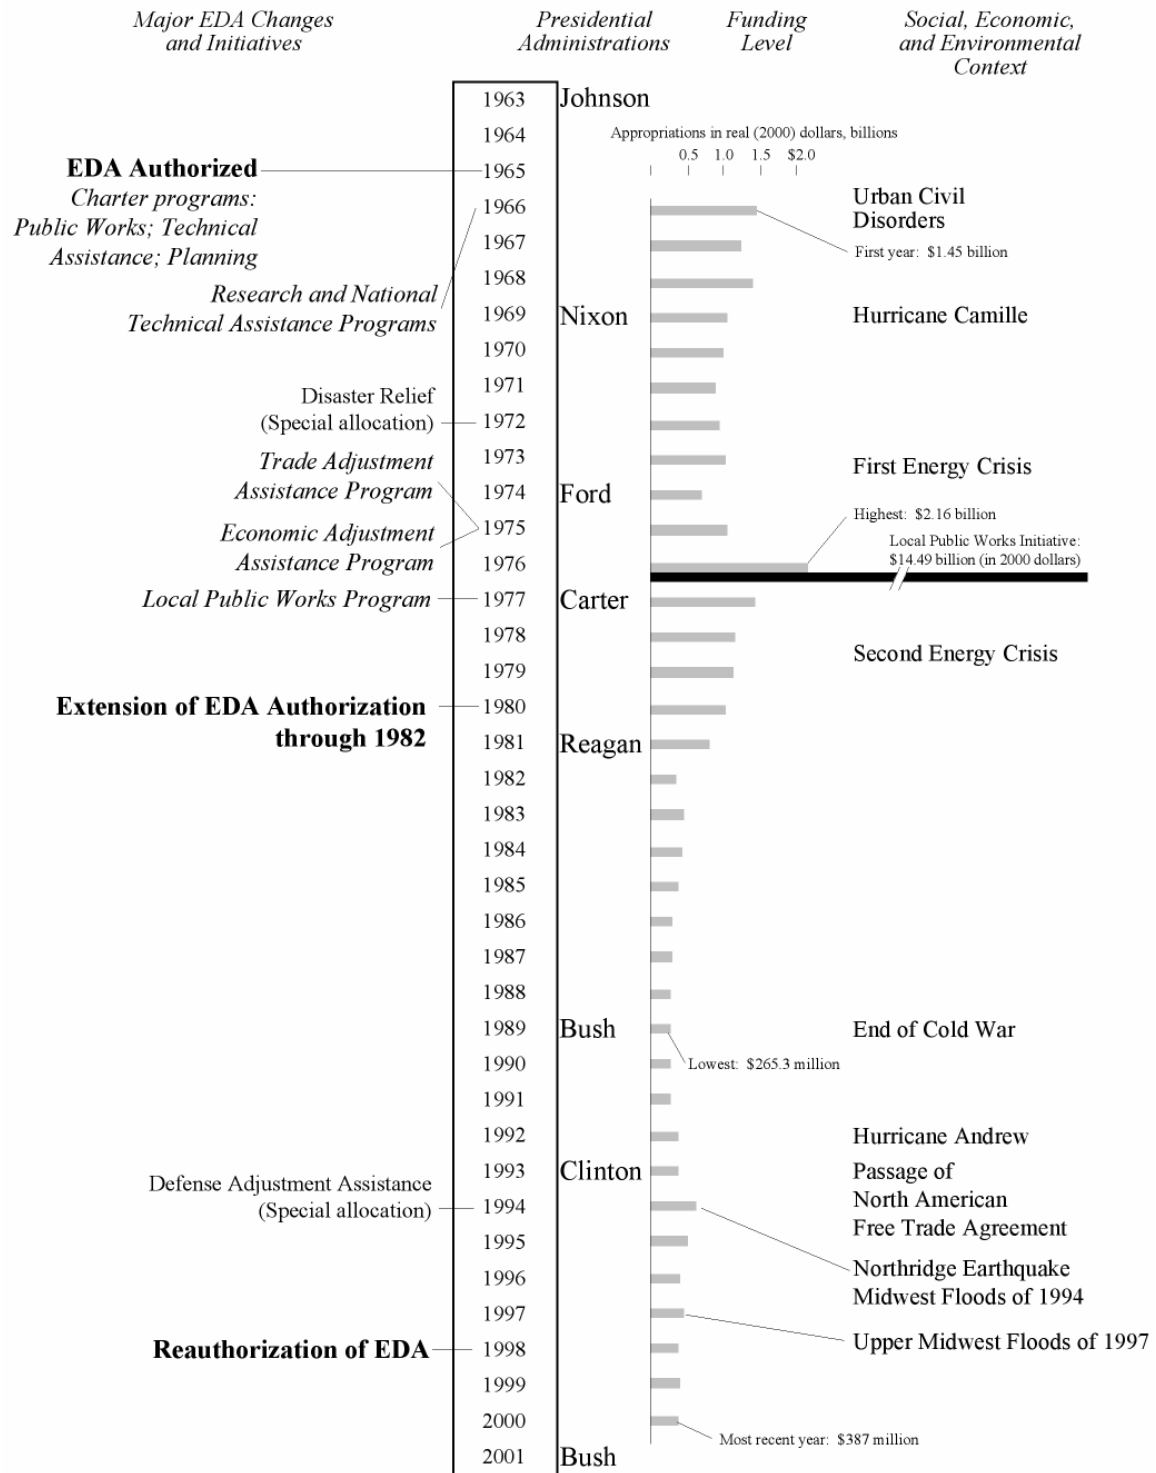 Major EDA Changes
and Initiatives
Presidential
Administrations
Funding
Level
Social, Economic,
and Environmental
Context
1963
Johnson
1964
Appropriations in real (2000) dollars, billions
0.5 1.0 1.5 $2.0
EDA Authorized
1965
Charter programs:
Public Works; Technical
Assistance; Planning
1966
Urban Civil
Disorders
First year: $1.45 billion
1967
1968
Research and National
Technical Assistance Programs
1969
Nixon
Hurricane Camille
1970
1971
Disaster Relief
(Special allocation)
1972
1973
Trade Adjustment
Assistance Program
First Energy Crisis
1974
Ford
Highest: $2.16 billion
1975
Economic Adjustment
Assistance Program
Local Public Works Initiative:
$14.49 billion (in 2000 dollars)
1976
Local Public Works Program
1977
Carter
1978
Second Energy Crisis
1979
Extension of EDA Authorization
through 1982
1980
1981
Reagan
1982
1983
1984
1985
1986
1987
1988
1989
Bush
End of Cold War
Lowest: $265.3 million
1990
1991
1992
Hurricane Andrew
1993
Clinton
Passage of
North American
Free Trade Agreement
Defense Adjustment Assistance
(Special allocation)
1994
1995
Northridge Earthquake
Midwest Floods of 1994
1996
1997
Upper Midwest Floods of 1997
Reauthorization of EDA
1998
1999
2000
Most recent year: $387 million
2001
Bush